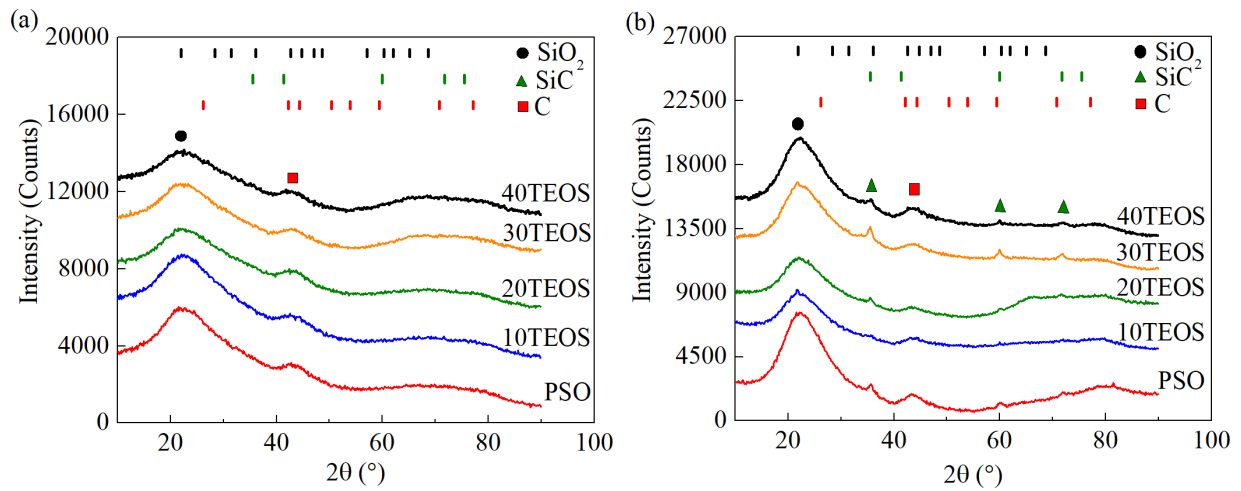 (a)
20000
16000
12000
8000
4000
0
Intensity (Counts)
SiO2
SiC
C
40TEOS
30TEOS
20TEOS
10TEOS
PSO
20 40 60 80 100
2θ (°)
(b)
27000
22500
18000
13500
9000
4500
0
Intensity (Counts)
SiO2
SiC
C
40TEOS
30TEOS
20TEOS
10TEOS
PSO
20 40 60 80 100
2θ (°)